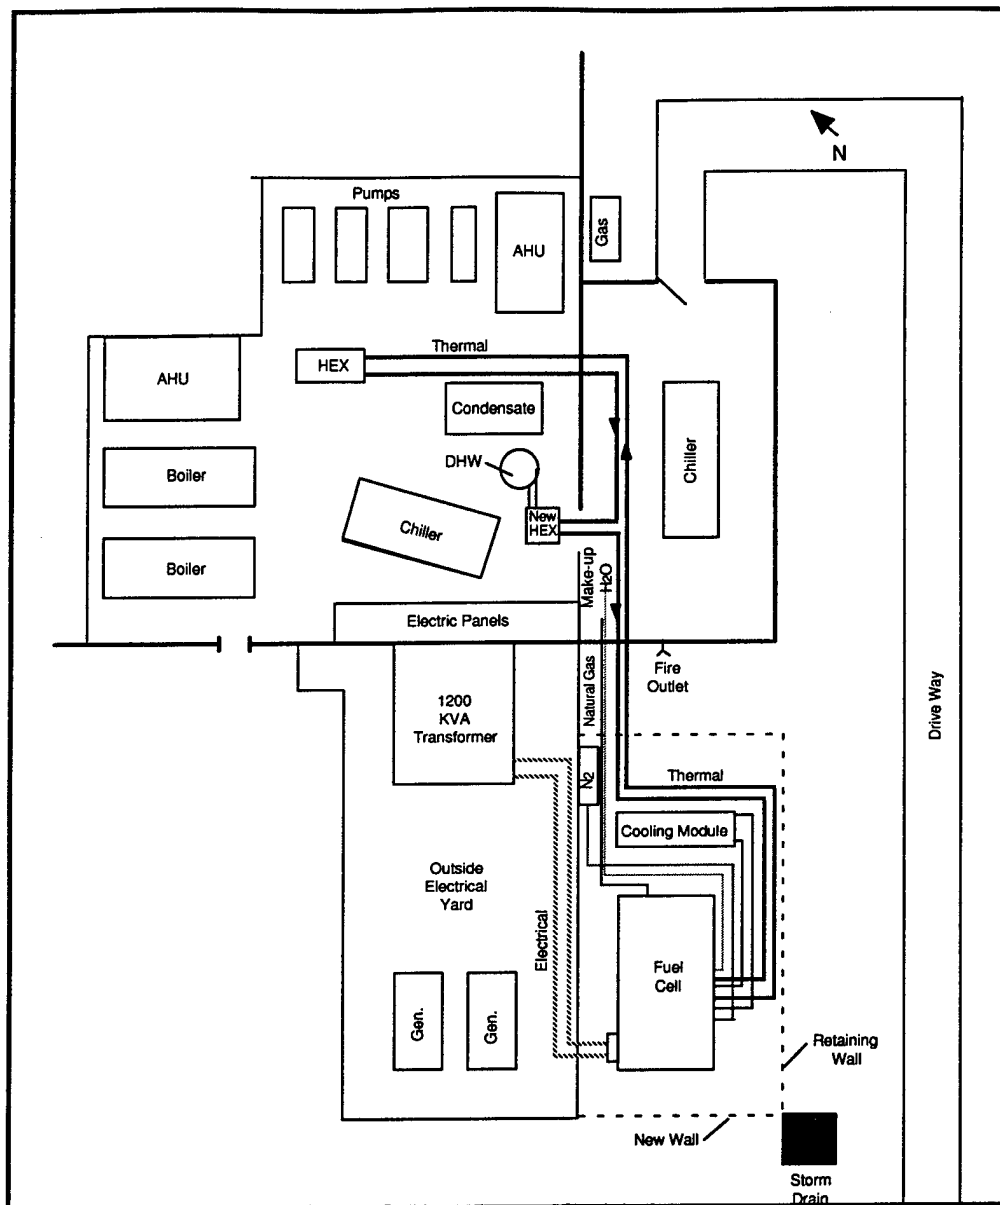 N
Pumps
AHU
Gas
Thermal
HEX
AHU
Condensate
Chiller
DHW
Boiler
New
HEX
Chiller
Boiler
Make-up
H2O
Electric Panels
Natural Gas
Fire
Outlet
1200
KVA
Transformer
Drive Way
N2
Thermal
Cooling Module
Outside
Electrical
Yard
Electrical
Fuel
Cell
Gen.
Gen.
Retaining
Wall
New Wall
Storm
Drain